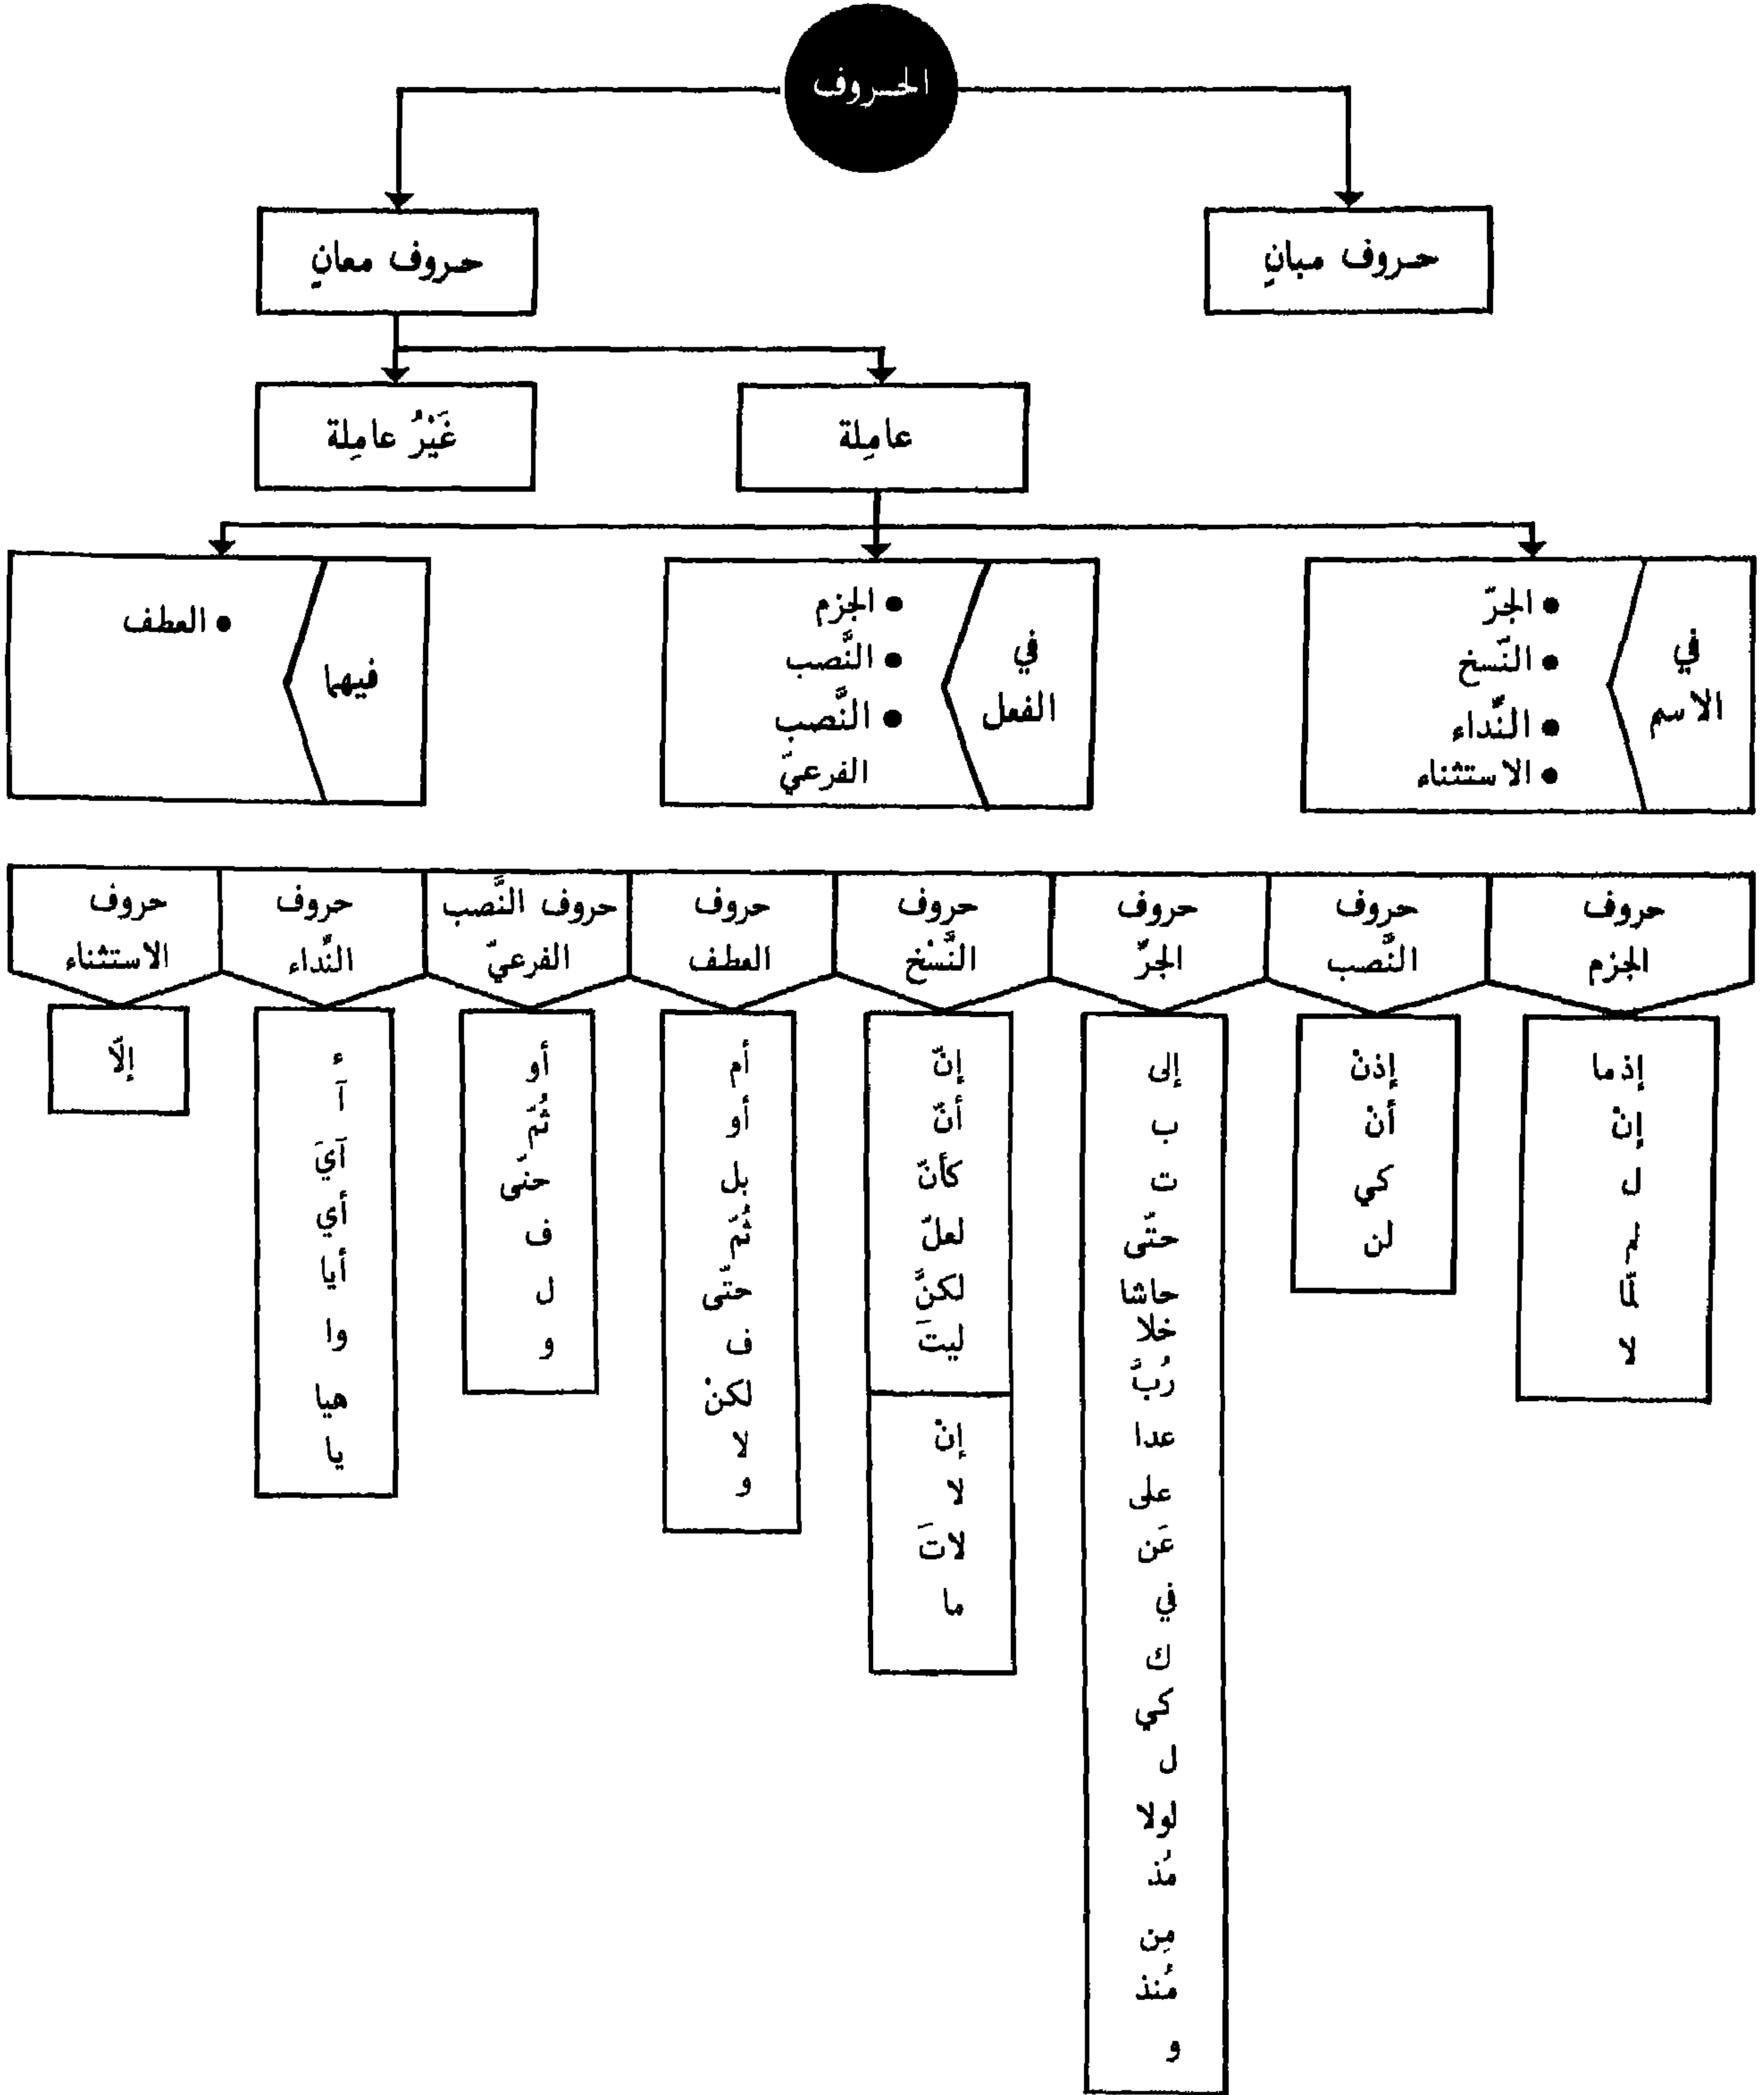 الحروف
حروف مبانٍ
حروف معانٍ
عامِلة
غَيْرُ عامِلة
في
الاسم
• الجرّ
• النَّسخ
• النِّداء
• الاستثناء
في
الفعل
• الجزم
• النَّصب
• النَّصب
الفرعيّ
فيهما
• العطف
حروف
الجزم
إذما
إنْ
ل
لم
لمّا
لا
حروف
النَّصب
إذنْ
أنْ
كي
لن
حروف
الجرّ
إلى
ب
ت
حتّى
حاشا
خلا
رُبَّ
عدا
على
عَن
في
ك
كي
ل
لولا
مُذ
مِن
مُنذ
و
حروف
النَّسْخ
إنّ
أنّ
كأنّ
لعلّ
لكنَّ
ليتَ
إنْ
لا
لاتَ
ما
حروف
العطف
أم
أو
بل
ثُمّ
حتّى
ف
لكنْ
لا
و
حروف النَّصب
الفرعيّ
أو
ثُمّ
حتّى
ف
ل
و
حروف
النِّداء
ء
آ
آيَ
أي
أيا
وا
هيا
يا
حروف
الاستثناء
إلّا